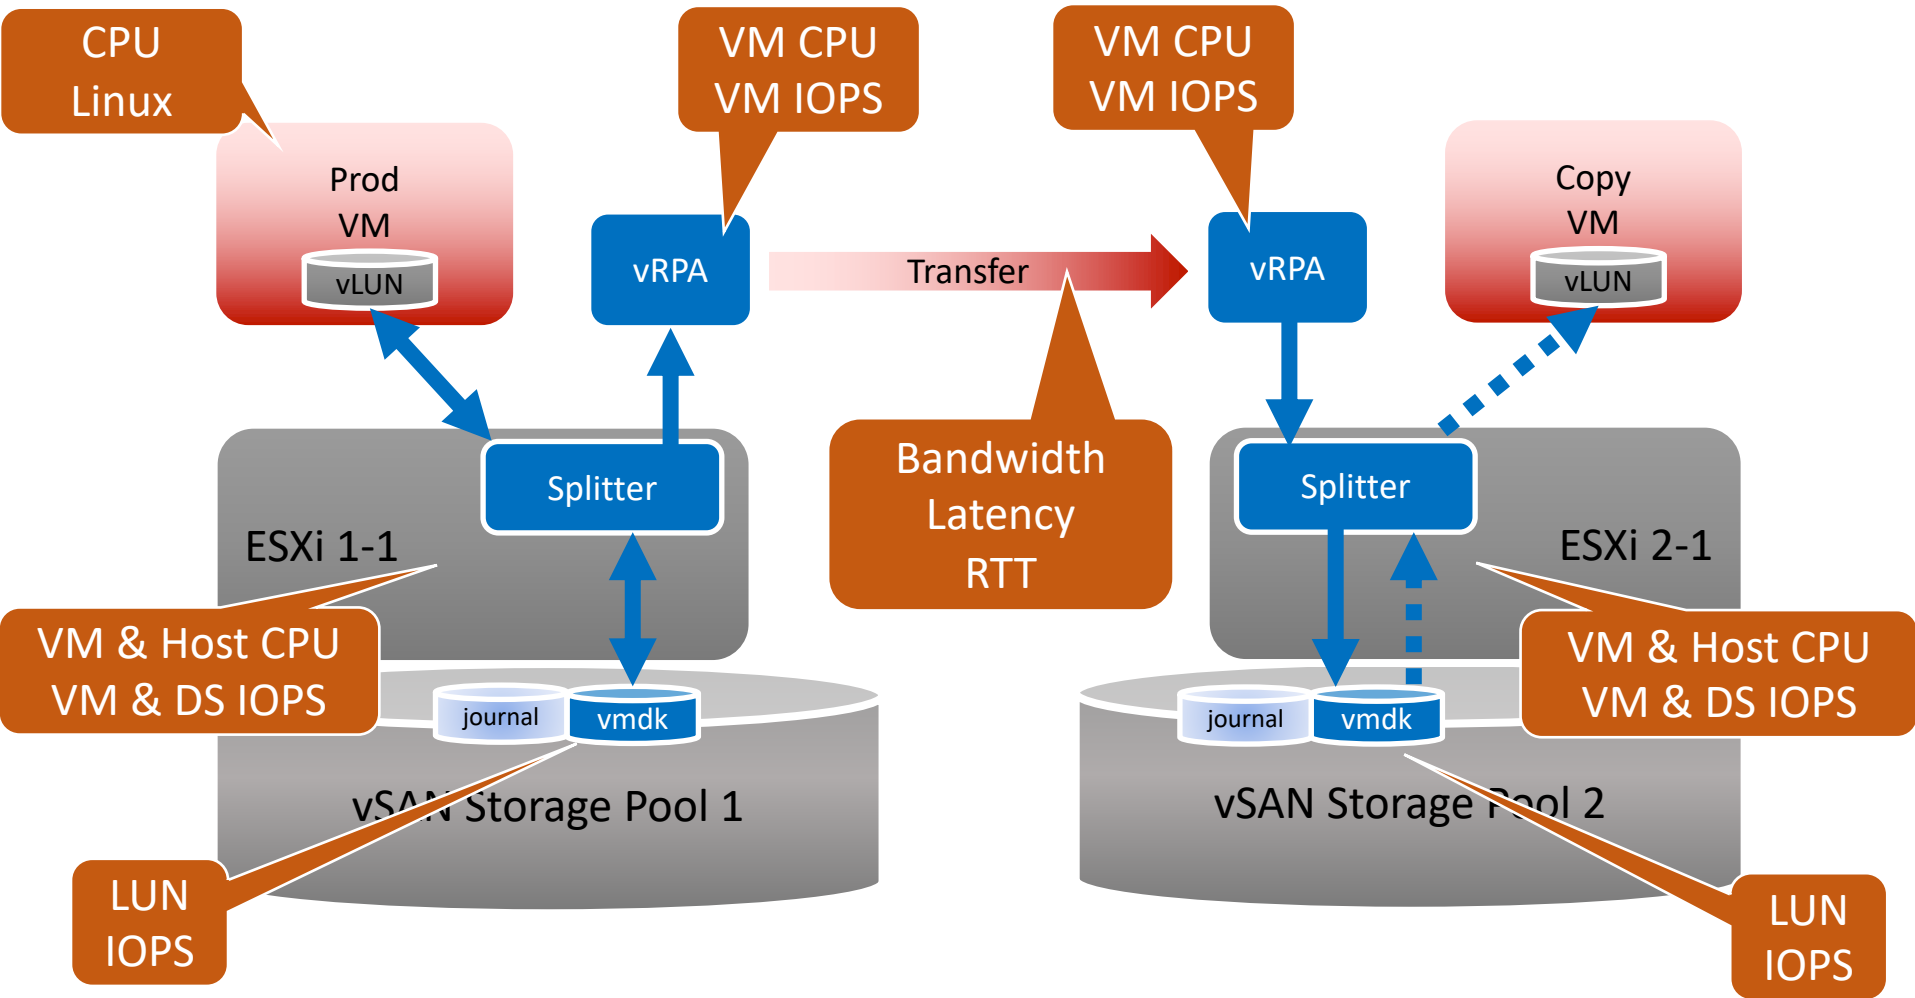 CPU
Linux
VM CPU
VM IOPS
VM CPU
VM IOPS
Prod
VM
vLUN
vRPA
Transfer
vRPA
Copy
VM
vLUN
Splitter
ESXi 1-1
Bandwidth
Latency
RTT
Splitter
ESXi 2-1
VM & Host CPU
VM & DS IOPS
journal
vmdk
journal
vmdk
VM & Host CPU
VM & DS IOPS
vSAN Storage Pool 1
vSAN Storage Pool 2
LUN
IOPS
LUN
IOPS